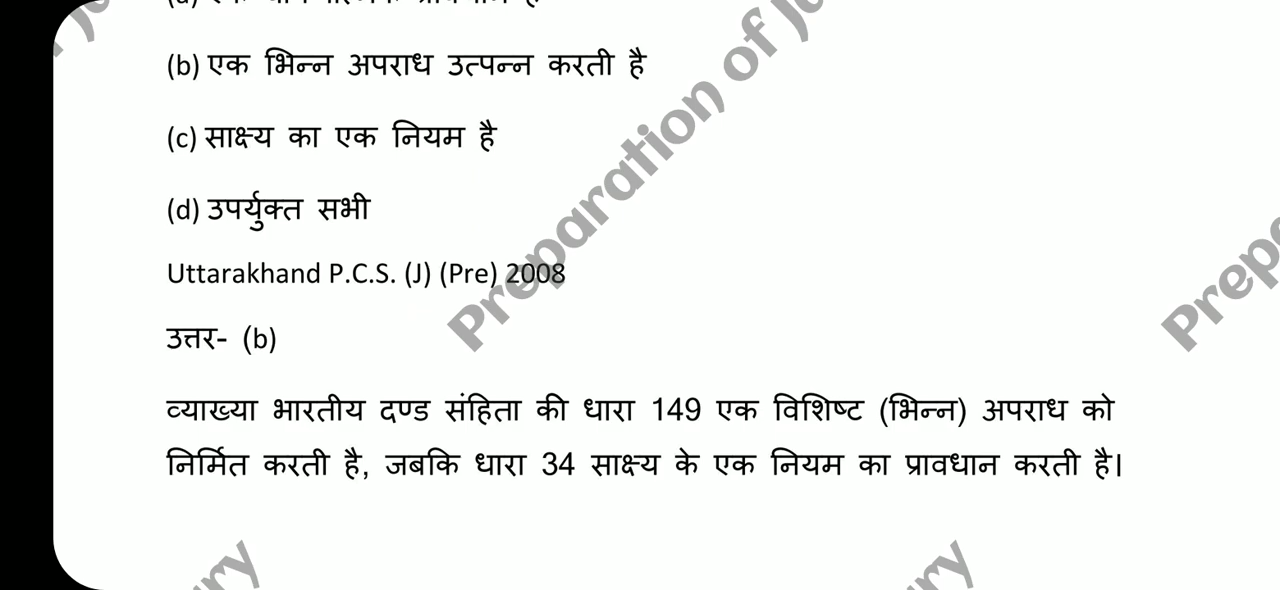 (b) एक भिन्न अपराध उत्पन्न करती है
(c) साक्ष्य का एक नियम है
(d) उपर्युक्त सभी
Uttarakhand P.C.S. (J) (Pre) 2008
उत्तर- (b)
व्याख्या भारतीय दण्ड संहिता की धारा 149 एक विशिष्ट (भिन्न) अपराध को
निर्मित करती है, जबकि धारा 34 साक्ष्य के एक नियम का प्रावधान करती है।
Preparation of